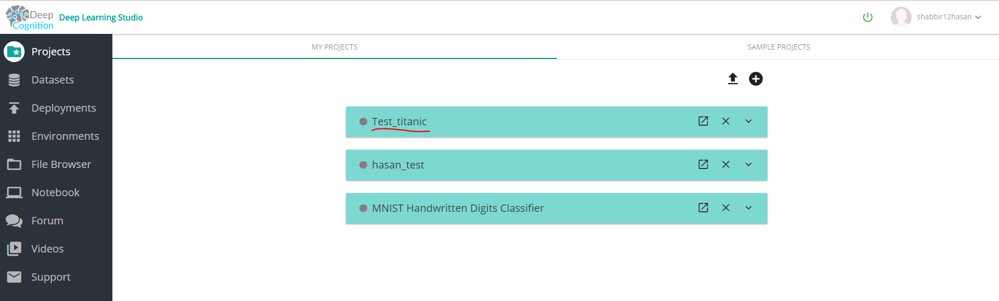 Deep
Cognition
Deep Learning Studio
shabbir12hasan
Projects
Datasets
Deployments
Environments
File Browser
Notebook
Forum
Videos
Support
MY PROJECTS
SAMPLE PROJECTS
Test_titanic
hasan_test
MNIST Handwritten Digits Classifier